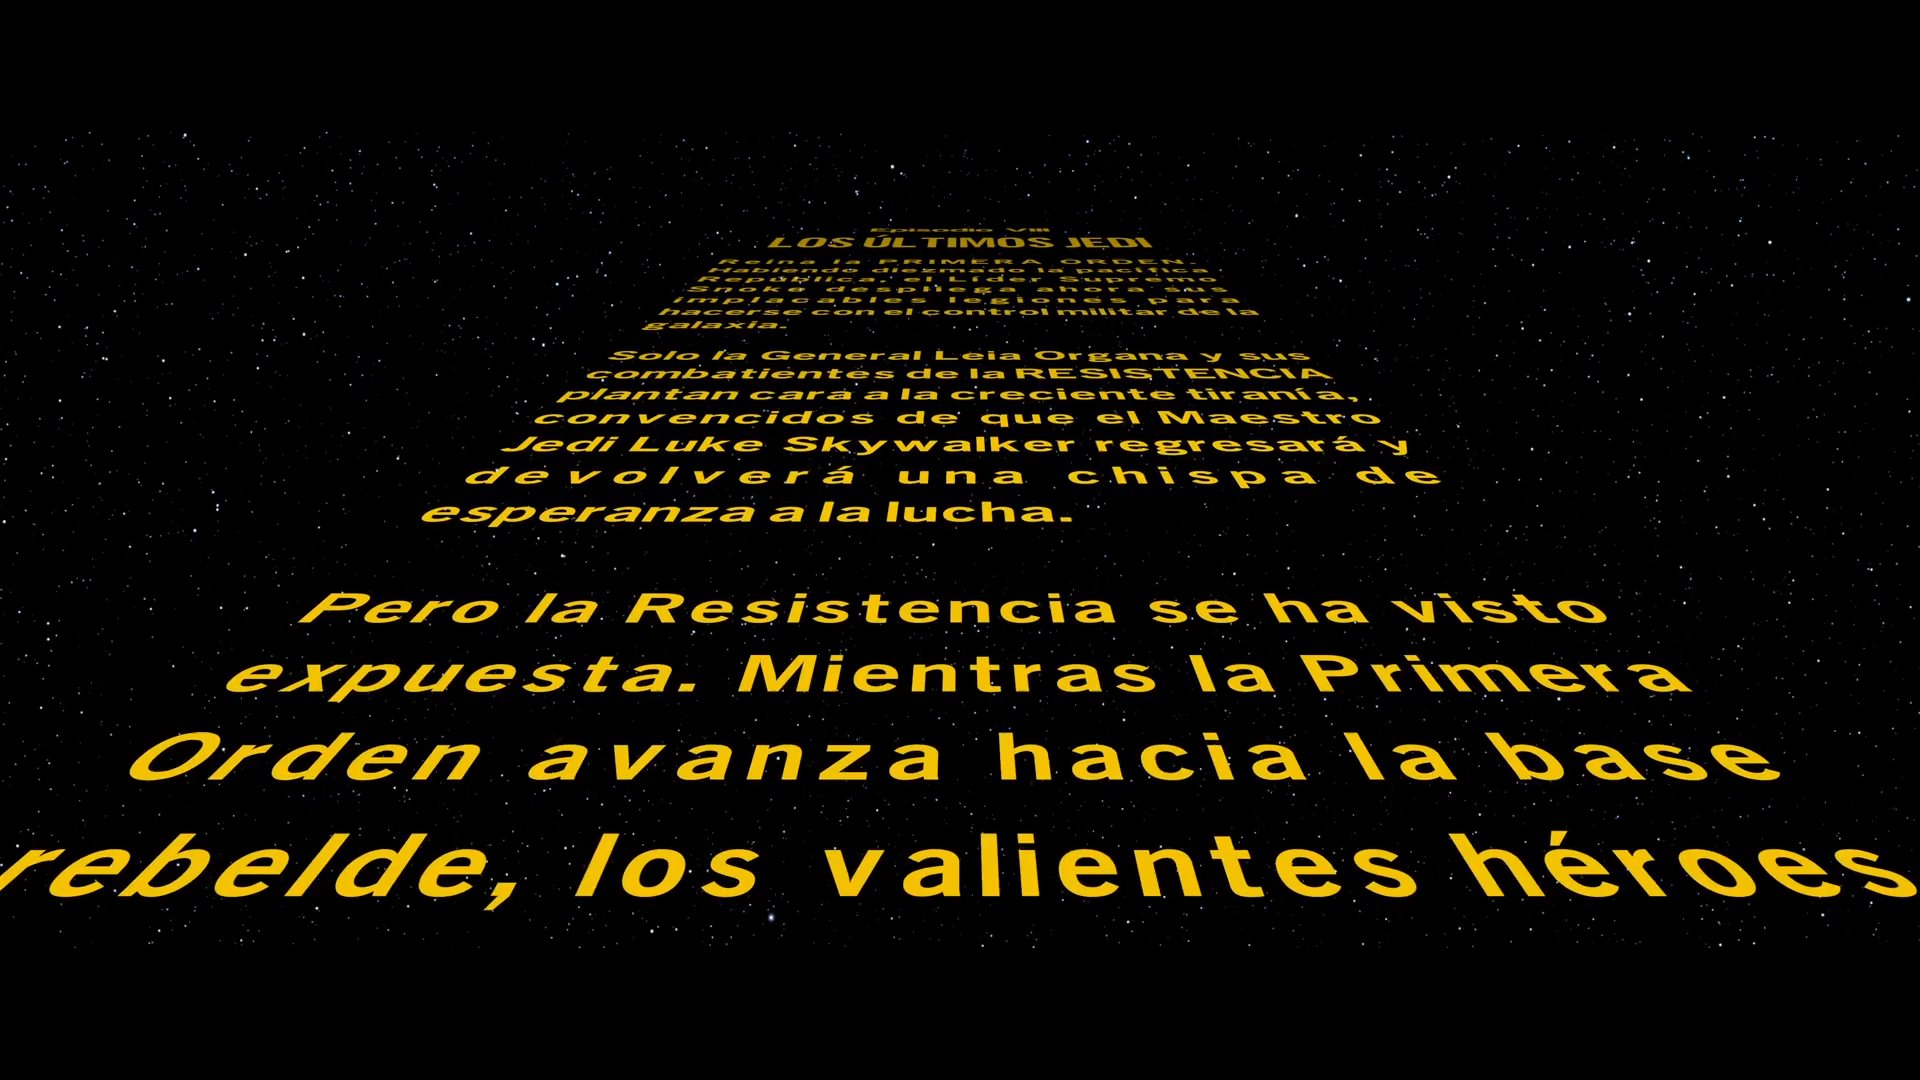 Episodio VIII
LOS ÚLTIMOS JEDI
Reina la PRIMERA ORDEN.
Habiendo diezmado la pacífica
República, el Líder Supremo
Snoke despliega ahora sus
implacables legiones para
hacerse con el control militar de la
galaxia.
Solo la General Leia Organa y sus
combatientes de la RESISTENCIA
plantan cara a la creciente tiranía,
convencidos de que el Maestro
Jedi Luke Skywalker regresará y
devolverá una chispa de
esperanza a la lucha.
Pero la Resistencia se ha visto
expuesta. Mientras la Primera
Orden avanza hacia la base
rebelde, los valientes héroes